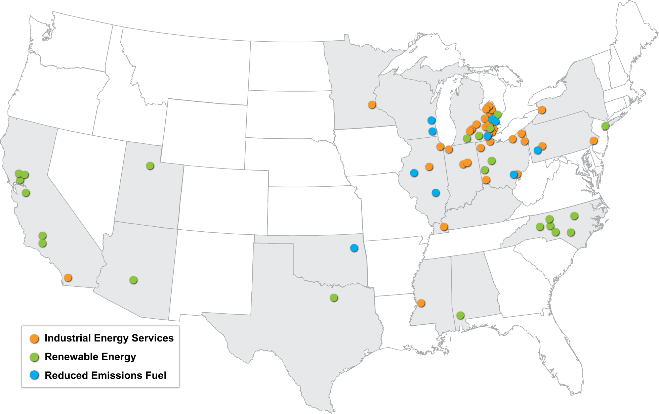 Industrial Energy Services
Renewable Energy
Reduced Emissions Fuel